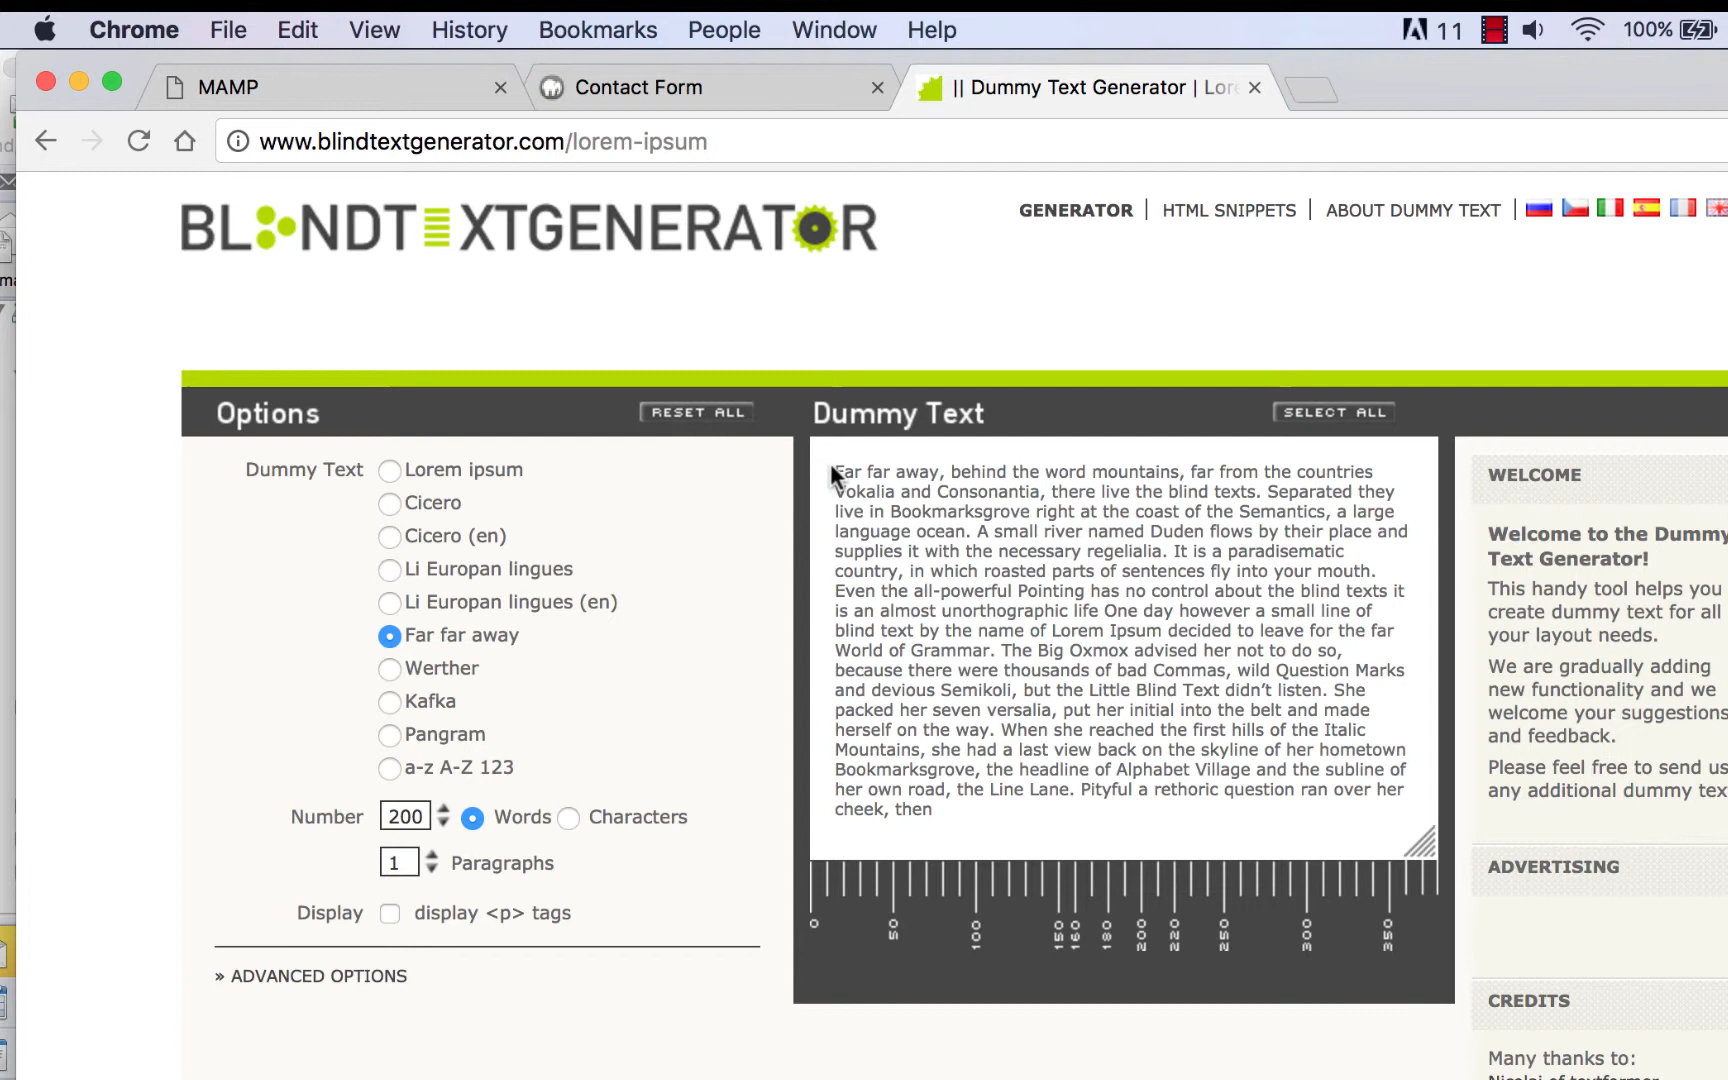 Chrome File Edit View History Bookmarks People Window Help 11 100%
MAMP Contact Form || Dummy Text Generator | Lore
www.blindtextgenerator.com/lorem-ipsum
BLINDTEXTGENERATOR
GENERATOR | HTML SNIPPETS | ABOUT DUMMY TEXT |
Options RESET ALL
Dummy Text
Lorem ipsum
Cicero
Cicero (en)
Li Europan lingues
Li Europan lingues (en)
Far far away
Werther
Kafka
Pangram
a-z A-Z 123
Number 200 Words Characters
1 Paragraphs
Display display <p> tags
» ADVANCED OPTIONS
Dummy Text SELECT ALL
Far far away, behind the word mountains, far from the countries
Vokalia and Consonantia, there live the blind texts. Separated they
live in Bookmarksgrove right at the coast of the Semantics, a large
language ocean. A small river named Duden flows by their place and
supplies it with the necessary regelialia. It is a paradisematic
country, in which roasted parts of sentences fly into your mouth.
Even the all-powerful Pointing has no control about the blind texts it
is an almost unorthographic life One day however a small line of
blind text by the name of Lorem Ipsum decided to leave for the far
World of Grammar. The Big Oxmox advised her not to do so,
because there were thousands of bad Commas, wild Question Marks
and devious Semikoli, but the Little Blind Text didn’t listen. She
packed her seven versalia, put her initial into the belt and made
herself on the way. When she reached the first hills of the Italic
Mountains, she had a last view back on the skyline of her hometown
Bookmarksgrove, the headline of Alphabet Village and the subline of
her own road, the Line Lane. Pityful a rethoric question ran over her
cheek, then
0 50 100 150 160 180 200 220 250 300 350
WELCOME
Welcome to the Dummy
Text Generator!
This handy tool helps you
create dummy text for all
your layout needs.
We are gradually adding
new functionality and we
welcome your suggestions
and feedback.
Please feel free to send us
any additional dummy tex
ADVERTISING
CREDITS
Many thanks to: